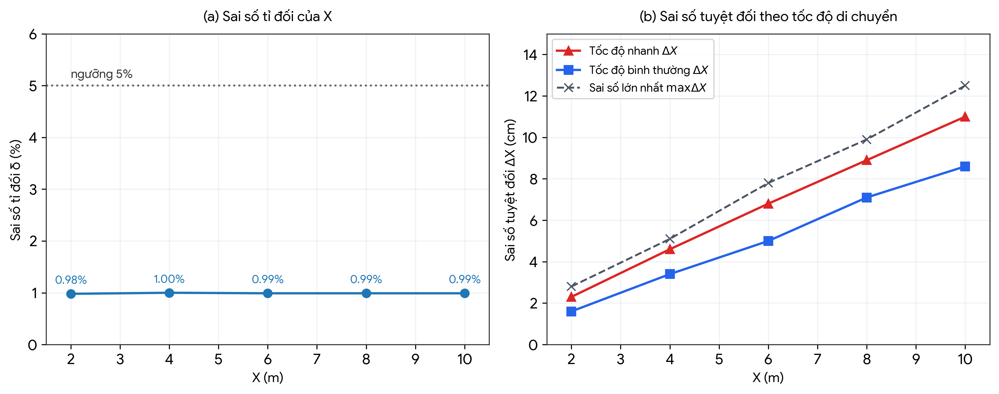 (a) Sai số tỉ đối của X
6
5
4
3
2
1
0
Sai số tỉ đối δ (%)
ngưỡng 5%
0.98%
1.00%
0.99%
0.99%
0.99%
2 3 4 5 6 7 8 9 10
X (m)
(b) Sai số tuyệt đối theo tốc độ di chuyển
14
12
10
8
6
4
2
0
Sai số tuyệt đối ΔX (cm)
Tốc độ nhanh ΔX
Tốc độ bình thường ΔX
Sai số lớn nhất maxΔX
2 3 4 5 6 7 8 9 10
X (m)